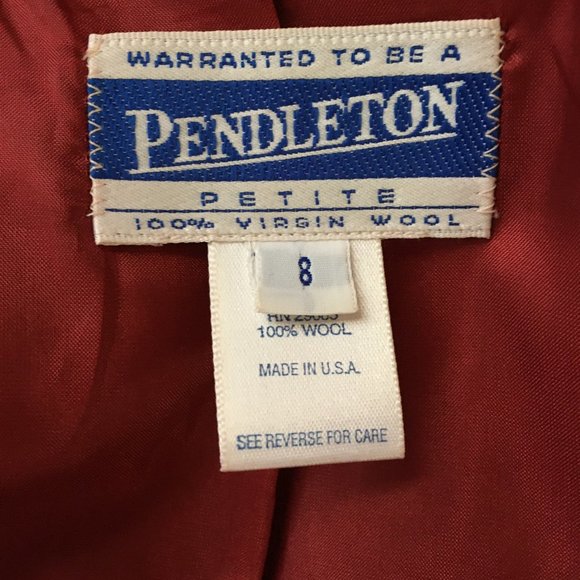 WARRANTED TO BE A
PENDLETON
PETITE
100% VIRGIN WOOL
8
100% WOOL
MADE IN U.S.A.
SEE REVERSE FOR CARE